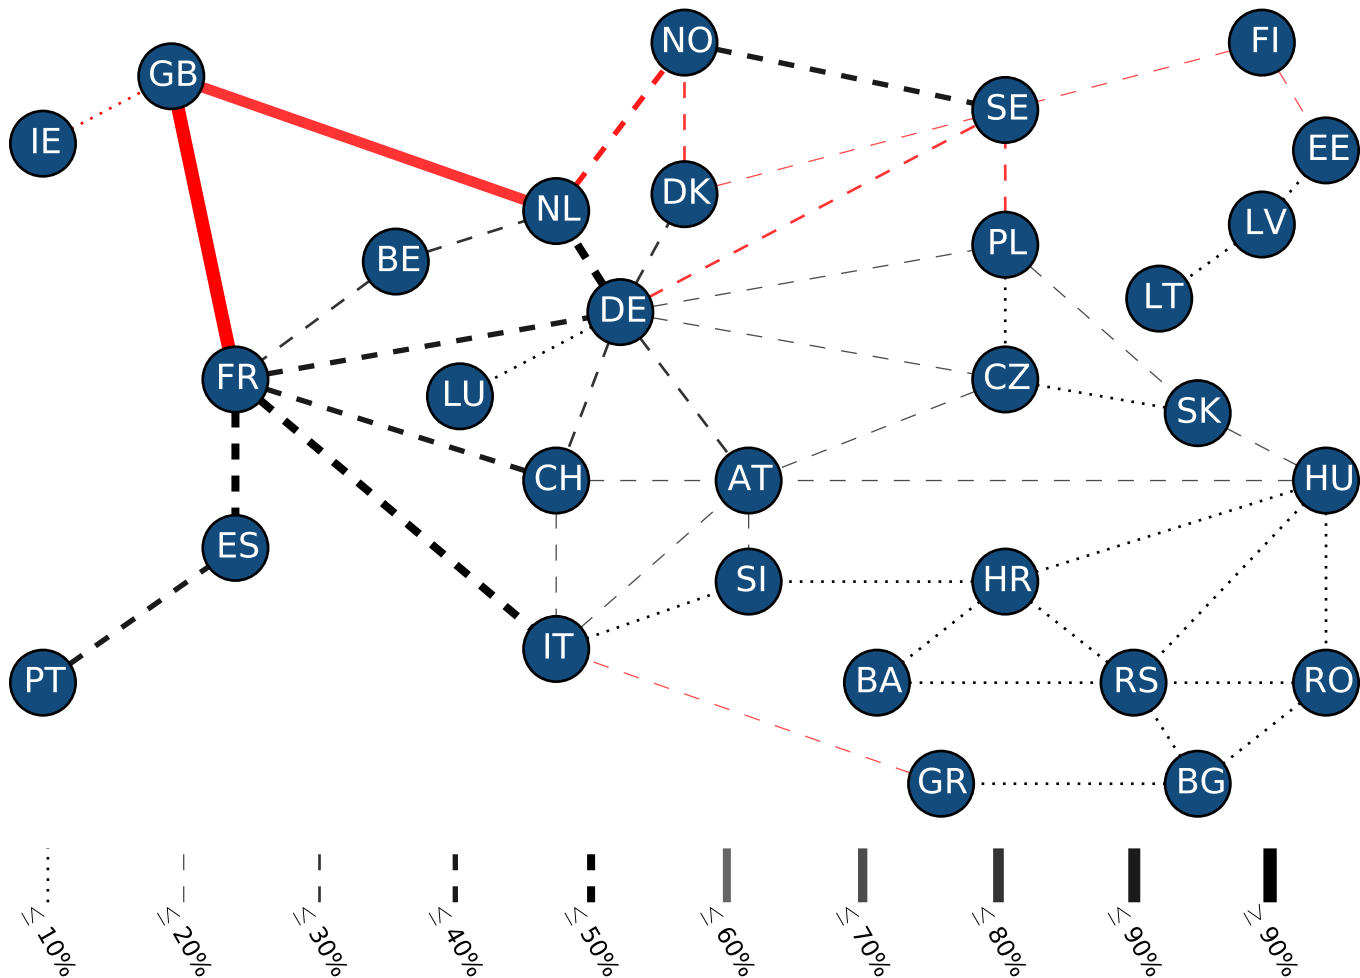 NO
FI
GB
SE
IE
EE
NL
DK
LV
BE
PL
LT
DE
FR
LU
CZ
SK
CH
AT
HU
ES
SI
HR
IT
PT
BA
RS
RO
GR
BG
≤ 10%
≤ 20%
≤ 30%
≤ 40%
≤ 50%
≤ 60%
≤ 70%
≤ 80%
≤ 90%
> 90%